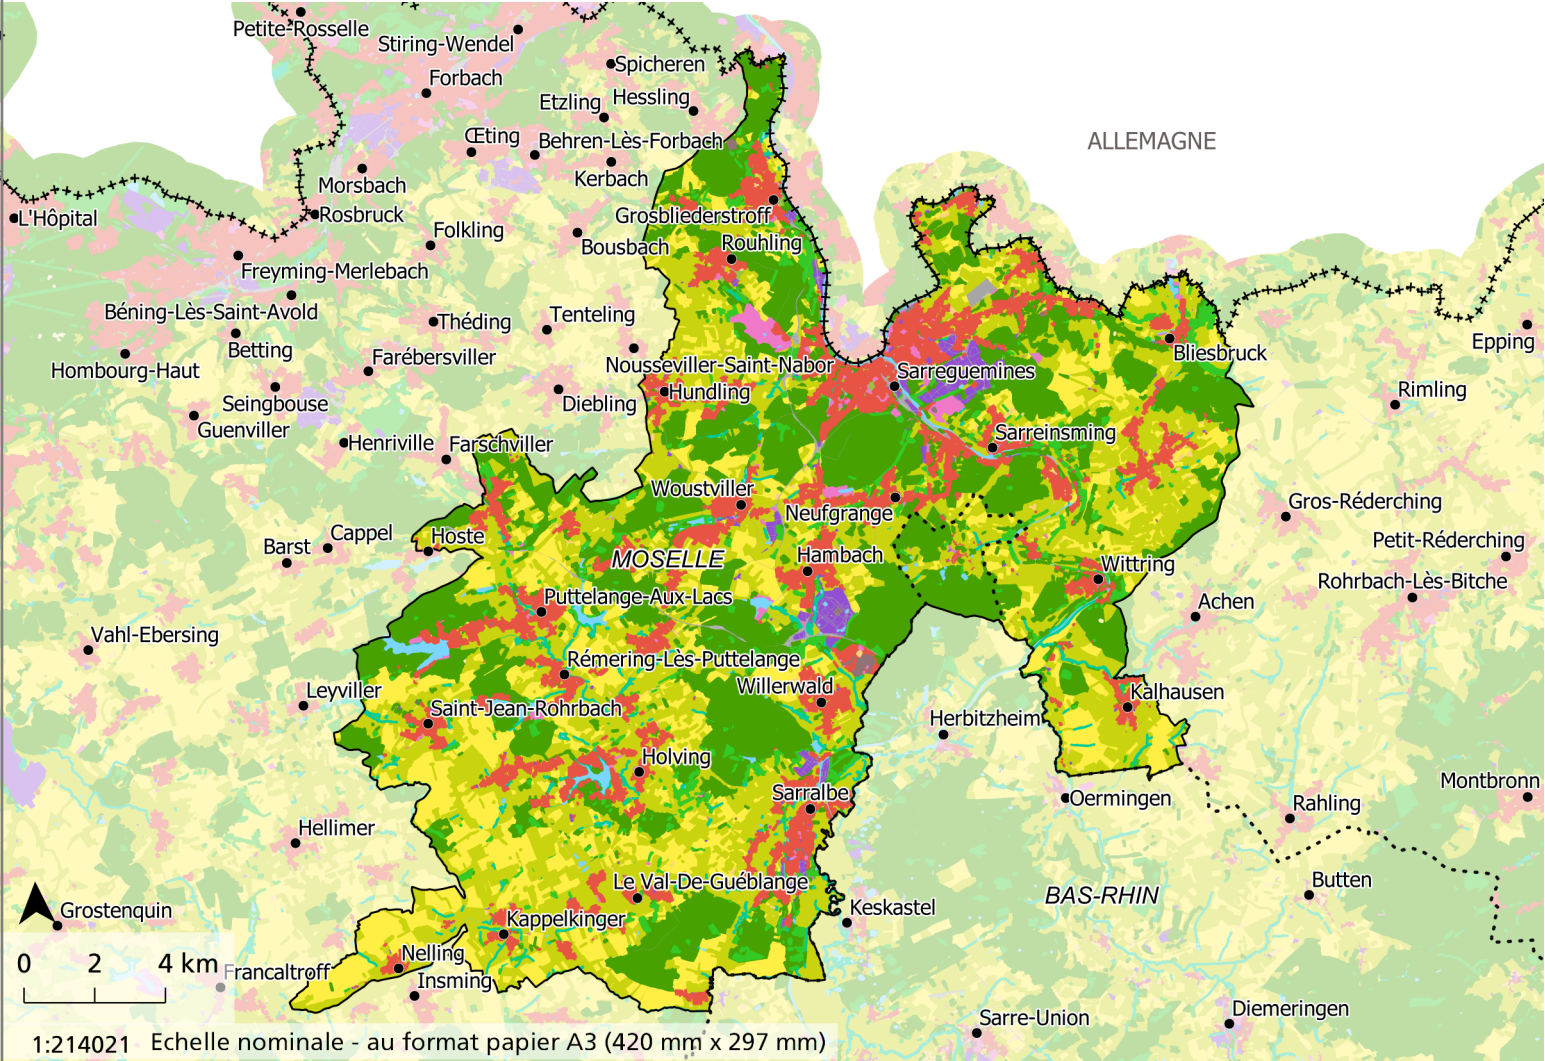 Petite-Rosselle
Stiring-Wendel
Spicheren
Forbach
Etzling
Hessling
ALLEMAGNE
Œting
Behren-Lès-Forbach
Kerbach
Morsbach
L'Hôpital
Rosbruck
Grosbliederstroff
Folkling
Bousbach
Rouhling
Freyming-Merlebach
Béning-Lès-Saint-Avold
Théding
Tenteling
Betting
Epping
Bliesbruck
Farébersviller
Nousseviller-Saint-Nabor
Hombourg-Haut
Sarreguemines
Hundling
Rimling
Seingbouse
Diebling
Guenviller
Henriville
Farschviller
Sarreinsming
Woustviller
Gros-Réderching
Neufgrange
Cappel
Hoste
Barst
Petit-Réderching
MOSELLE
Hambach
Wittring
Rohrbach-Lès-Bitche
Puttelange-Aux-Lacs
Achen
Vahl-Ebersing
Rémering-Lès-Puttelange
Leyviller
Willerwald
Kalhausen
Saint-Jean-Rohrbach
Herbitzheim
Holving
Montbronn
Sarralbe
Oermingen
Rahling
Hellimer
Le Val-De-Guéblange
Butten
BAS-RHIN
Grostenquin
Kappelkinger
Keskastel
Nelling
0 2 4 km
Francaltroff
Insming
Diemeringen
Sarre-Union
1:214021 Echelle nominale - au format papier A3 (420 mm x 297 mm)